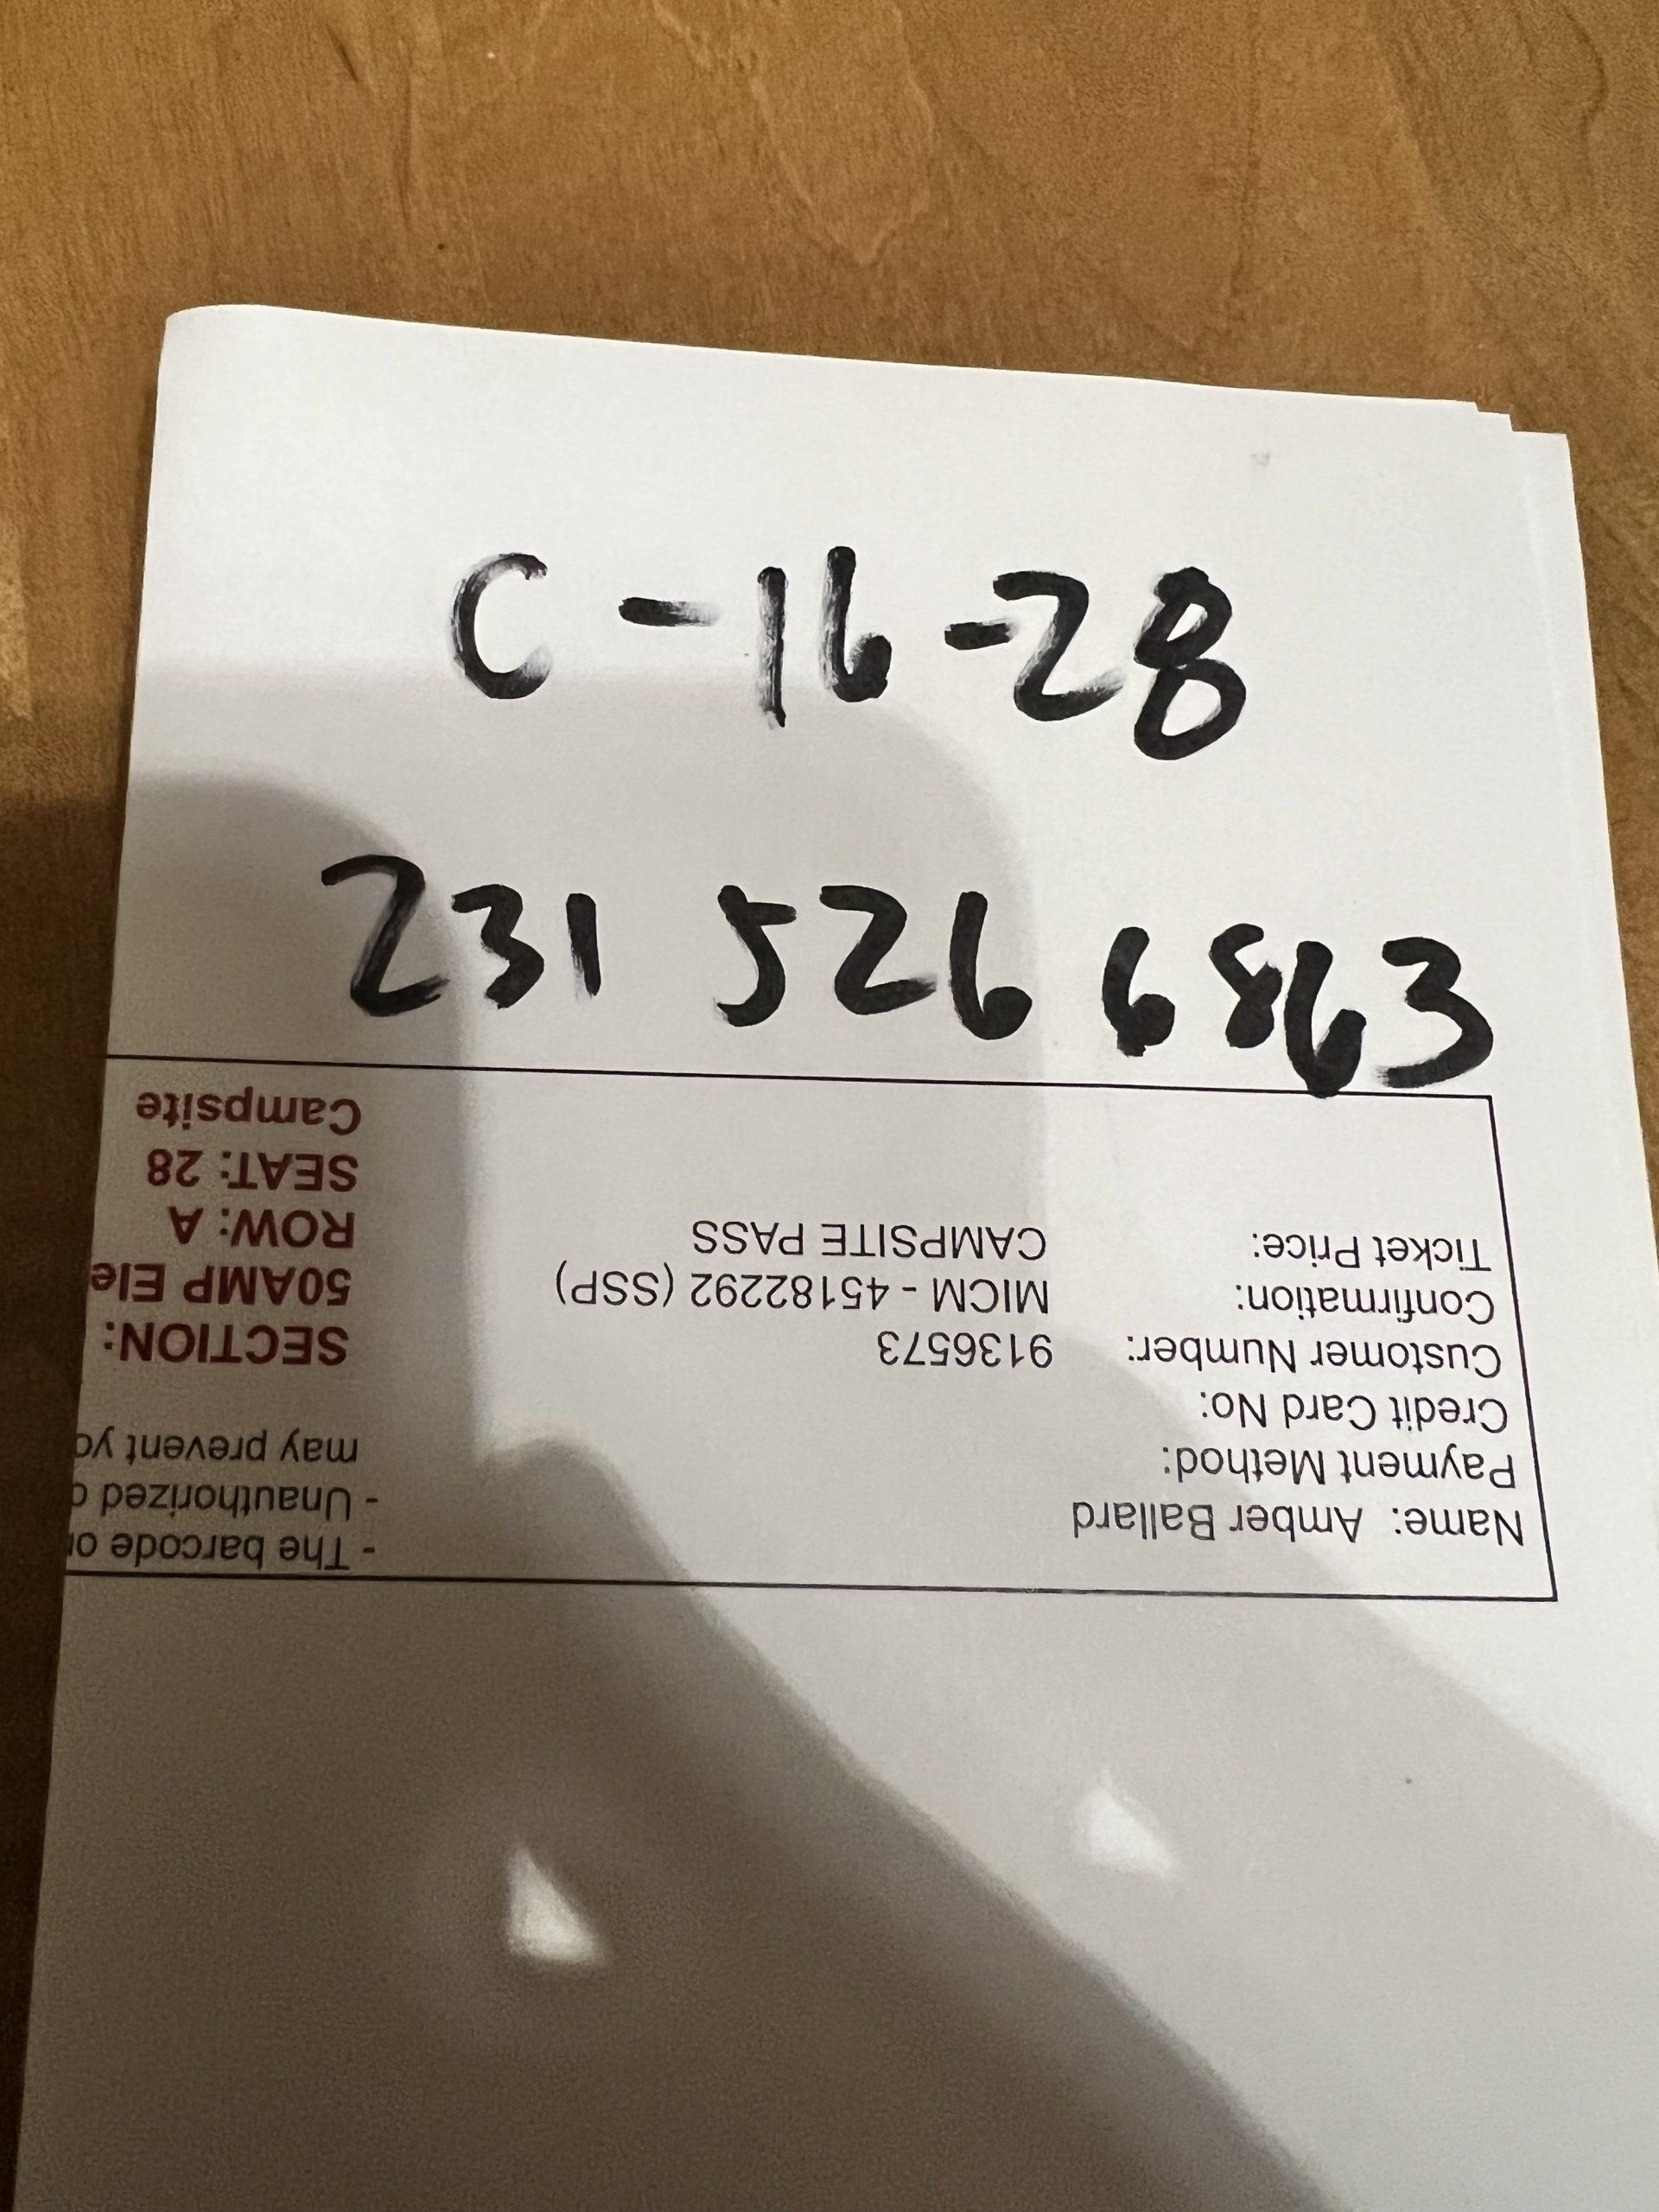 C-16-28
231 526 6863
- The barcode o
- Unauthorized
may prevent yo
SECTION:
50AMP Ele
ROW: A
SEAT: 28
Campsite
Name: Amber Ballard
Payment Method:
Credit Card No:
Customer Number: 9136573
Confirmation: MICM - 45182292 (SSP)
Ticket Price: CAMPSITE PASS